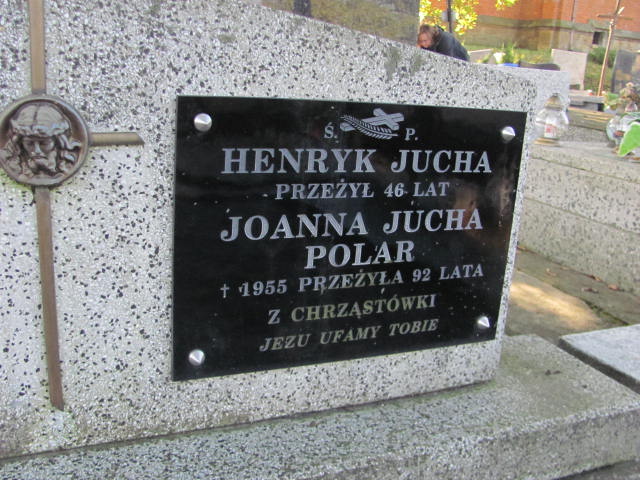 Ś. P.
HENRYK JUCHA
PRZEŻYŁ 46 LAT
JOANNA JUCHA
POLAR
† 1955 PRZEŻYŁA 92 LATA
Z CHRZĄSTÓWKI
JEZU UFAMY TOBIE